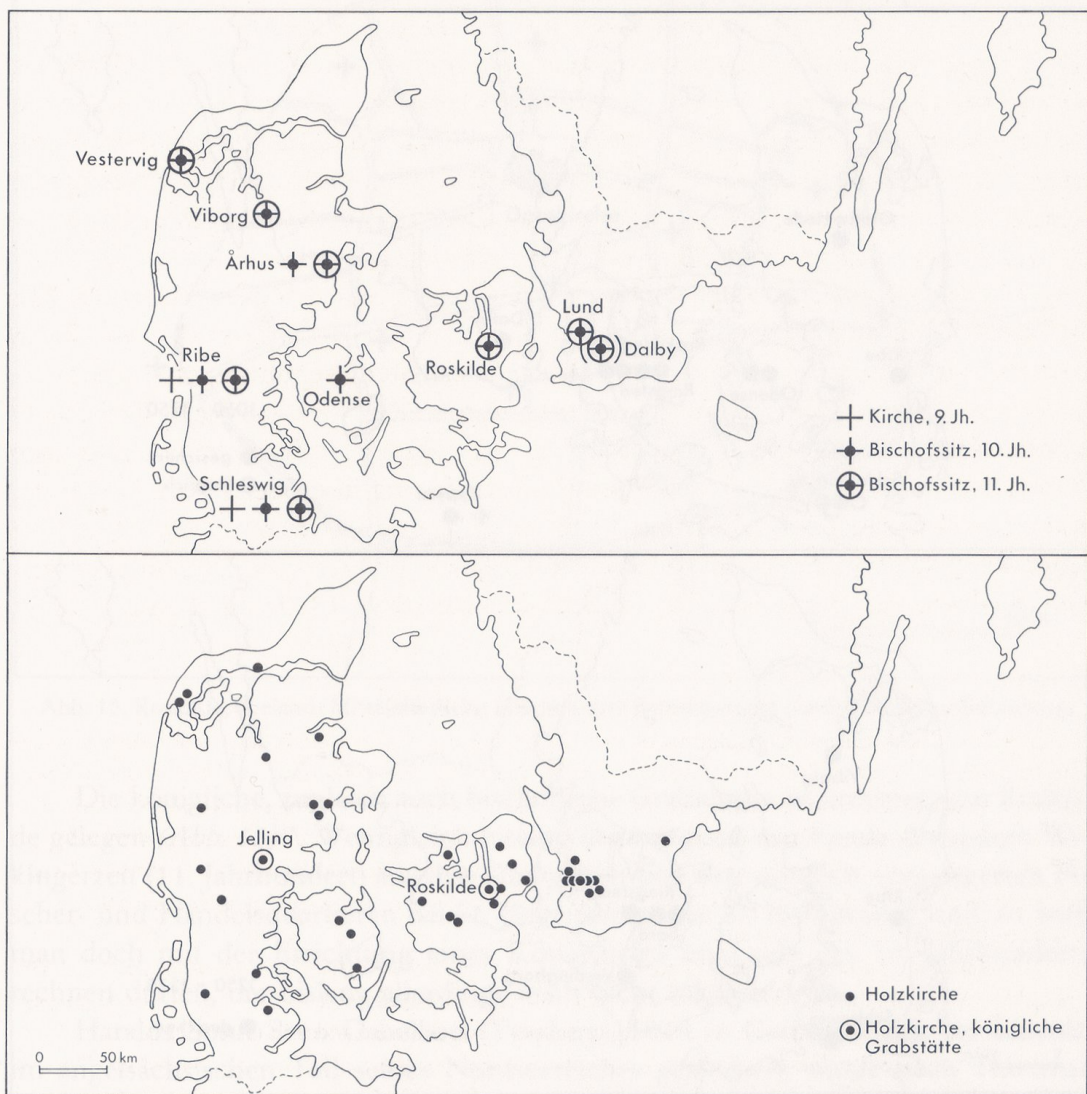 Vestervig
Viborg
Århus
Lund
Dalby
Ribe
Roskilde
Odense
Kirche, 9. Jh.
Bischofssitz, 10. Jh.
Schleswig
Bischofssitz, 11. Jh.
Jelling
Roskilde
Holzkirche
Holzkirche, königliche
Grabstätte
0 50 km